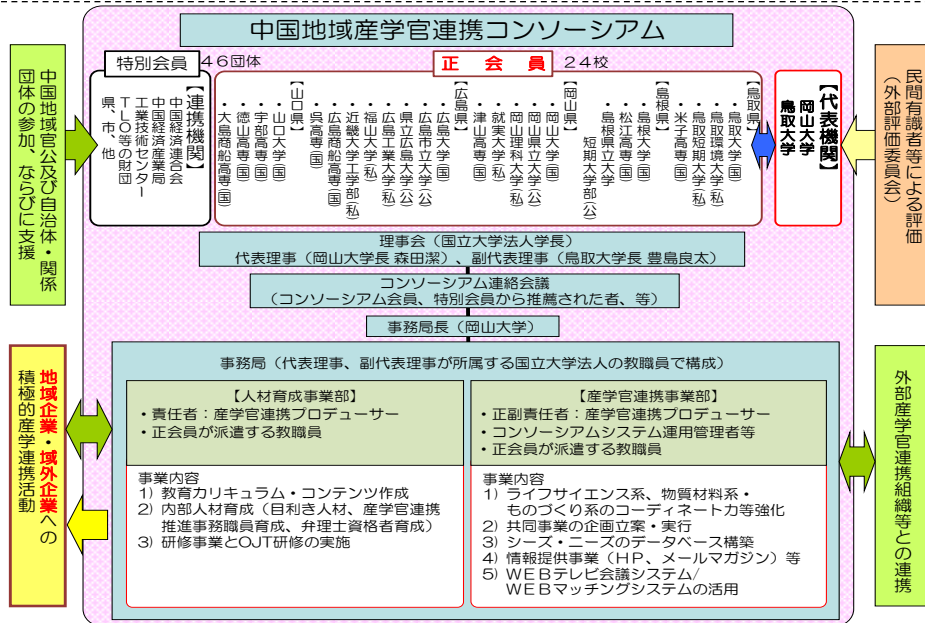 中国地域産学官連携コンソーシアム
中国地域官公及び自治体・関係
団体の参加、ならびに支援
特別会員
46団体
【連携機関】
中国経済連合会
中国経済産業局
工業技術センター
TLO等の財団
県、市、他
正会員
24校
【鳥取県】
・鳥取大学(国)
・鳥取環境大学(私)
・鳥取短期大学(私)
・米子高専(国)
【島根県】
・島根大学(国)
・松江高専(国)
・島根県立大学
短期大学部(公)
【岡山県】
・岡山大学(国)
・岡山県立大学(公)
・岡山理科大学(私)
・就実大学(私)
・津山高専(国)
【広島県】
・広島大学(国)
・広島市立大学(公)
・県立広島大学(公)
・広島工業大学(私)
・福山大学(私)
・近畿大学工学部(私)
・広島商船高専(国)
・呉高専(国)
【山口県】
・山口大学(国)
・宇部高専(国)
・徳山高専(国)
・大島商船高専(国)
【代表機関】
岡山大学
鳥取大学
民間有識者等による評価
(外部評価委員会)
理事会(国立大学法人学長)
代表理事(岡山大学長 森田潔)、副代表理事(鳥取大学長 豊島良太)
コンソーシアム連絡会議
(コンソーシアム会員、特別会員から推薦された者、等)
事務局長(岡山大学)
事務局(代表理事、副代表理事が所属する国立大学法人の教職員で構成)
【人材育成事業部】
・責任者:産学官連携プロデューサー
・正会員が派遣する教職員
事業内容
1) 教育カリキュラム・コンテンツ作成
2) 内部人材育成(目利き人材、産学官連携
推進事務職員育成、弁理士資格者育成)
3) 研修事業とOJT研修の実施
【産学官連携事業部】
・正副責任者:産学官連携プロデューサー
・コンソーシアムシステム運用管理者等
・正会員が派遣する教職員
事業内容
1) ライフサイエンス系、物質材料系・
ものづくり系のコーディネート力等強化
2) 共同事業の企画立案・実行
3) シーズ・ニーズのデータベース構築
4) 情報提供事業(HP、メールマガジン)等
5) WEBテレビ会議システム/
WEBマッチングシステムの活用
地域企業・域外企業への
積極的産学連携活動
外部産学官連携組織等との連携